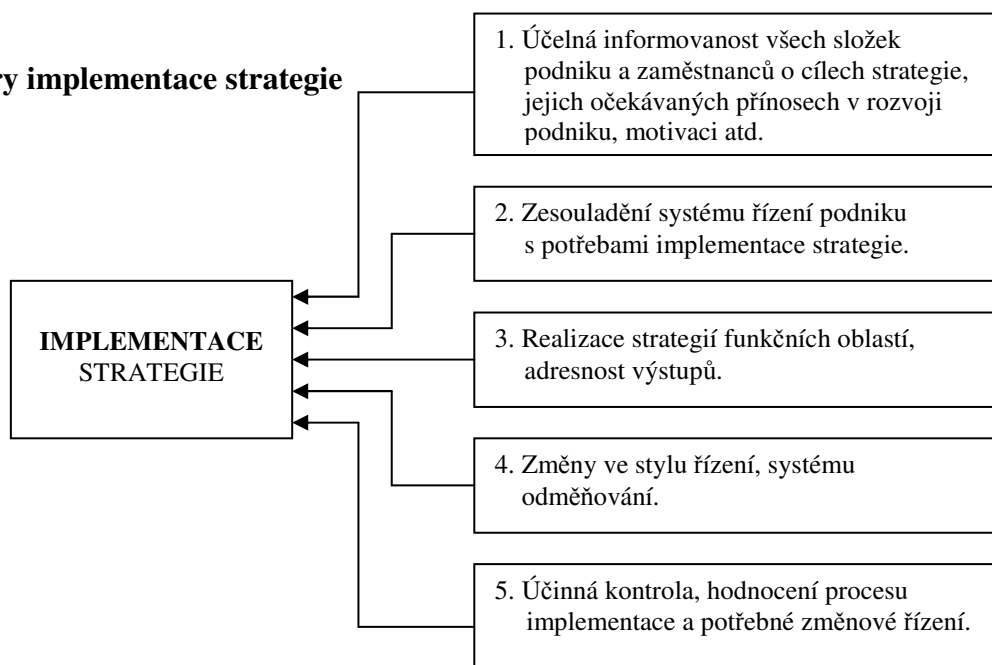 ry implementace strategie
1. Účelná informovanost všech složek
podniku a zaměstnanců o cílech strategie,
jejich očekávaných přínosech v rozvoji
podniku, motivaci atd.
2. Zesouladění systému řízení podniku
s potřebami implementace strategie.
IMPLEMENTACE
STRATEGIE
3. Realizace strategií funkčních oblastí,
adresnost výstupů.
4. Změny ve stylu řízení, systému
odměňování.
5. Účinná kontrola, hodnocení procesu
implementace a potřebné změnové řízení.